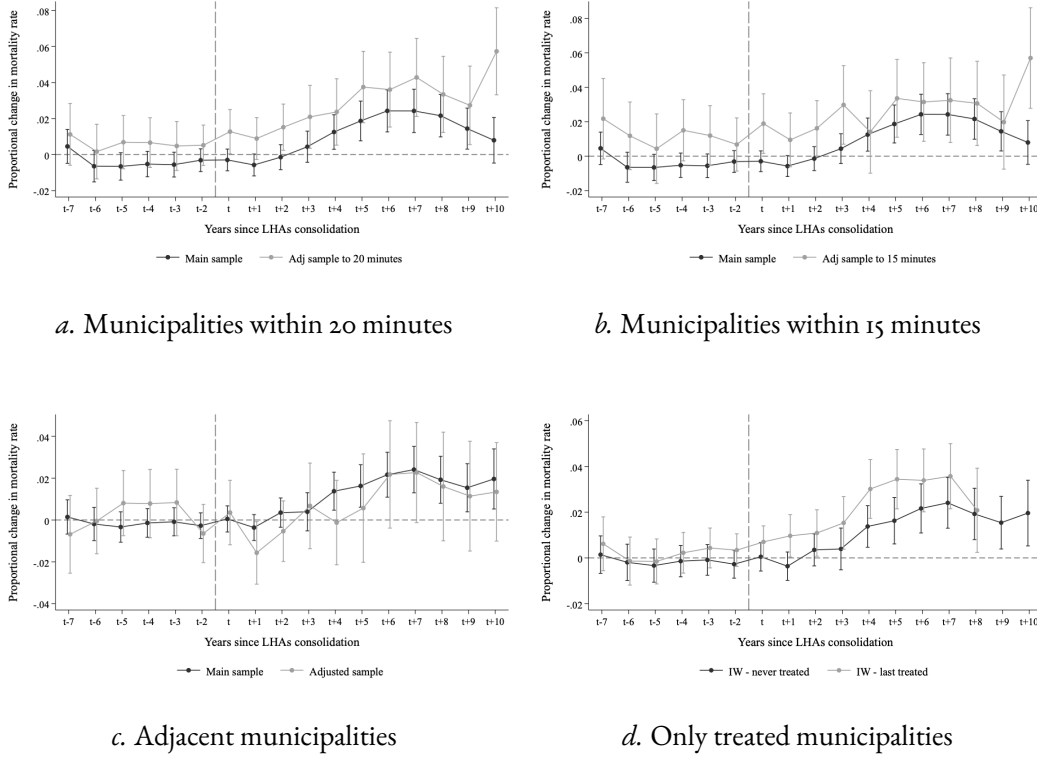 Proportional change in mortality rate
.08
.06
.04
.02
0
-.02
t-7 t-6 t-5 t-4 t-3 t-2 t t+1 t+2 t+3 t+4 t+5 t+6 t+7 t+8 t+9 t+10
Years since LHAs consolidation
Main sample Adj sample to 20 minutes
a. Municipalities within 20 minutes
Proportional change in mortality rate
.08
.06
.04
.02
0
-.02
t-7 t-6 t-5 t-4 t-3 t-2 t t+1 t+2 t+3 t+4 t+5 t+6 t+7 t+8 t+9 t+10
Years since LHAs consolidation
Main sample Adj sample to 15 minutes
b. Municipalities within 15 minutes
Proportional change in mortality rate
.04
.02
0
-.02
-.04
t-7 t-6 t-5 t-4 t-3 t-2 t t+1 t+2 t+3 t+4 t+5 t+6 t+7 t+8 t+9 t+10
Years since LHAs consolidation
Main sample Adjusted sample
c. Adjacent municipalities
Proportional change in mortality rate
.06
.04
.02
0
-.02
t-7 t-6 t-5 t-4 t-3 t-2 t t+1 t+2 t+3 t+4 t+5 t+6 t+7 t+8 t+9 t+10
Years since LHAs consolidation
IW - never treated IW - last treated
d. Only treated municipalities